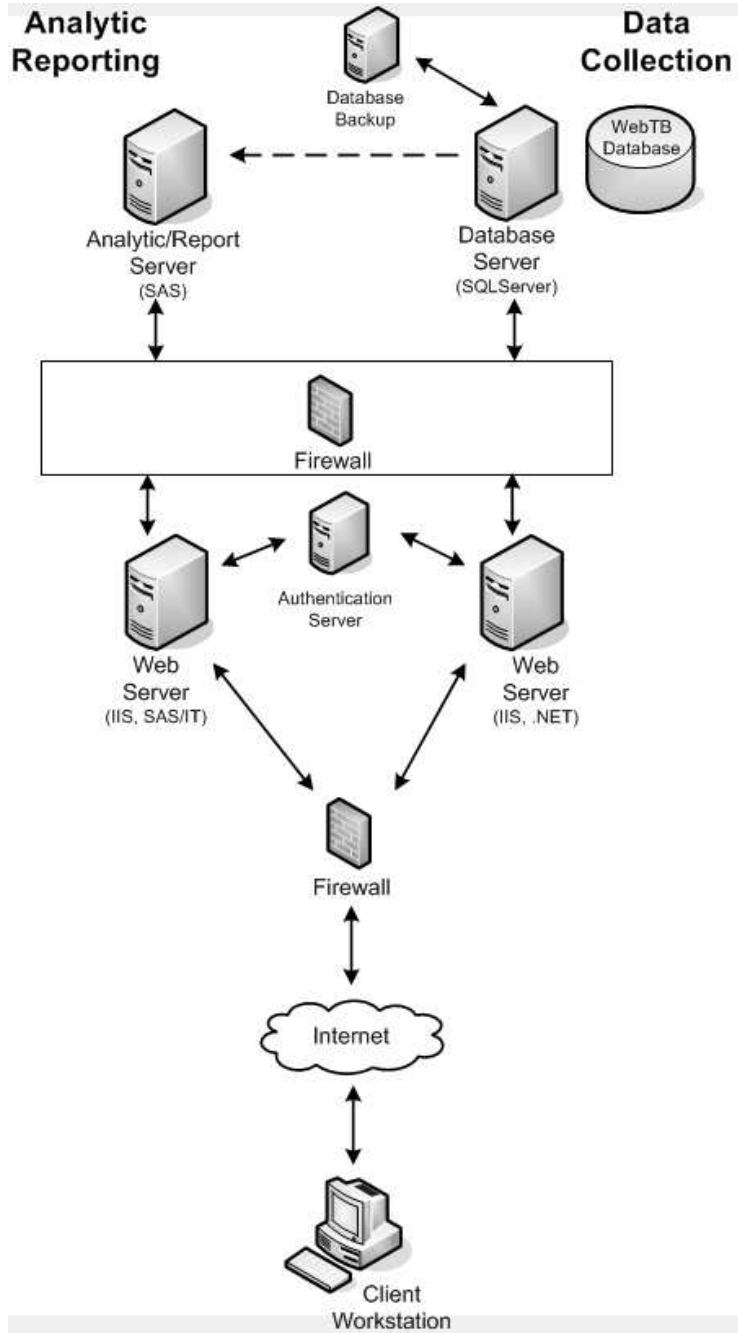 Analytic
Reporting
Data
Collection
Database
Backup
WebTB
Database
Analytic/Report
Server
(SAS)
Database
Server
(SQLServer)
Firewall
Authentication
Server
Web
Server
(IIS, SAS/IT)
Web
Server
(IIS, .NET)
Firewall
Internet
Client
Workstation